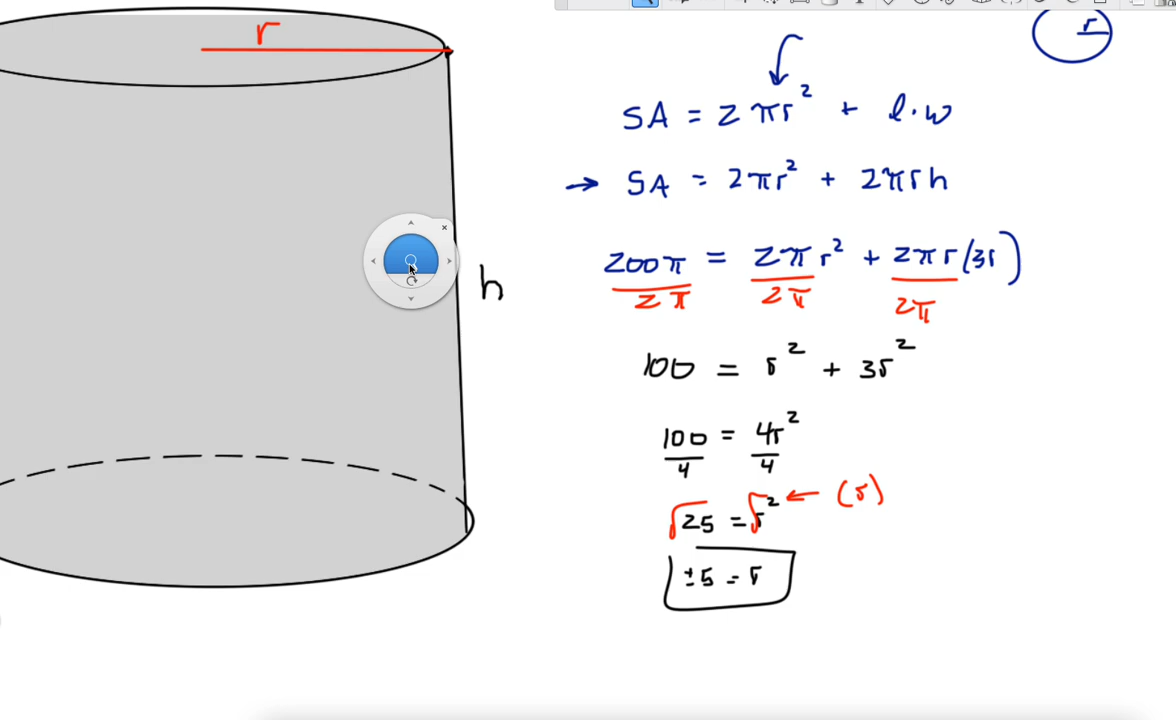 r
r
SA = 2πr² + l·w
→ SA = 2πr² + 2πrh
200π = 2πr² + 2πr(3r)
2π 2π 2π
h
100 = r² + 3r²
100 = 4r²
4 4
√25 = √r² ← (r)
±5 = r